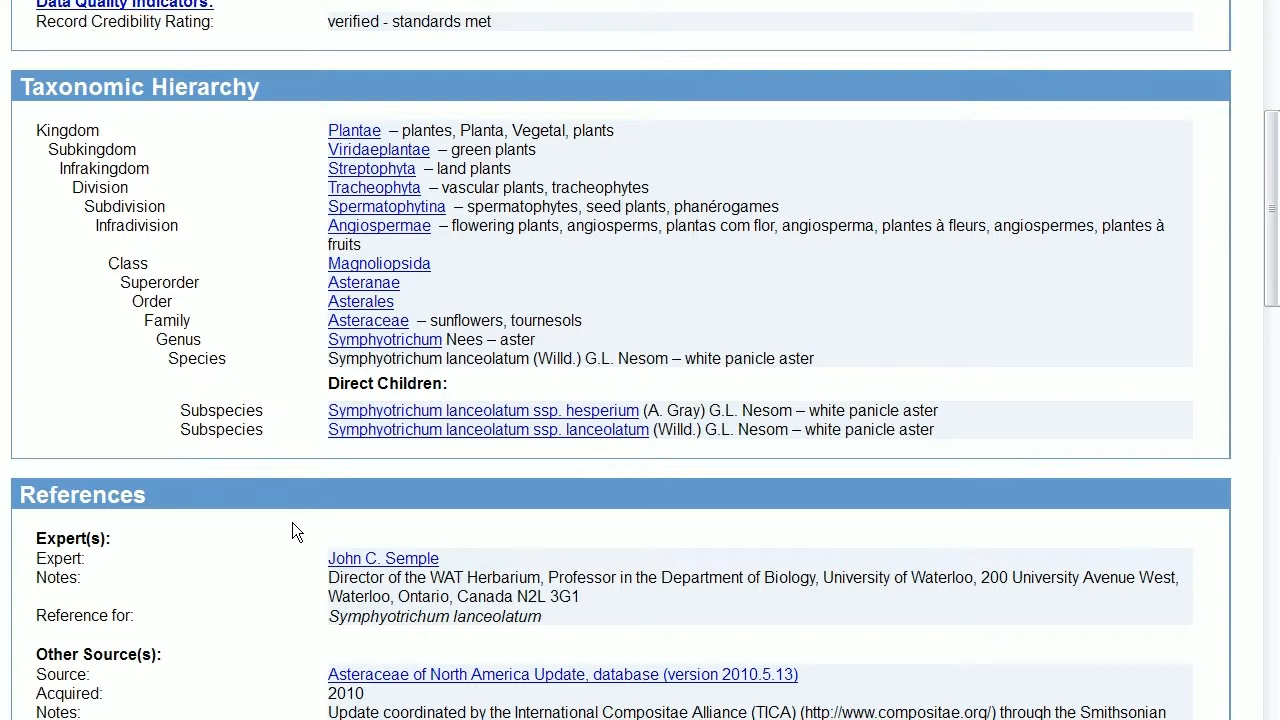 Data Quality Indicators:
Record Credibility Rating: verified - standards met
Taxonomic Hierarchy
Kingdom Plantae – plantes, Planta, Vegetal, plants
Subkingdom Viridaeplantae – green plants
Infrakingdom Streptophyta – land plants
Division Tracheophyta – vascular plants, tracheophytes
Subdivision Spermatophytina – spermatophytes, seed plants, phanérogames
Infradivision Angiospermae – flowering plants, angiosperms, plantas com flor, angiosperma, plantes à fleurs, angiospermes, plantes à
fruits
Class Magnoliopsida
Superorder Asteranae
Order Asterales
Family Asteraceae – sunflowers, tournesols
Genus Symphyotrichum Nees – aster
Species Symphyotrichum lanceolatum (Willd.) G.L. Nesom – white panicle aster
Direct Children:
Subspecies Symphyotrichum lanceolatum ssp. hesperium (A. Gray) G.L. Nesom – white panicle aster
Subspecies Symphyotrichum lanceolatum ssp. lanceolatum (Willd.) G.L. Nesom – white panicle aster
References
Expert(s):
Expert: John C. Semple
Notes: Director of the WAT Herbarium, Professor in the Department of Biology, University of Waterloo, 200 University Avenue West,
Waterloo, Ontario, Canada N2L 3G1
Reference for: Symphyotrichum lanceolatum
Other Source(s):
Source: Asteraceae of North America Update, database (version 2010.5.13)
Acquired: 2010
Notes: Update coordinated by the International Compositae Alliance (TICA) (http://www.compositae.org/) through the Smithsonian